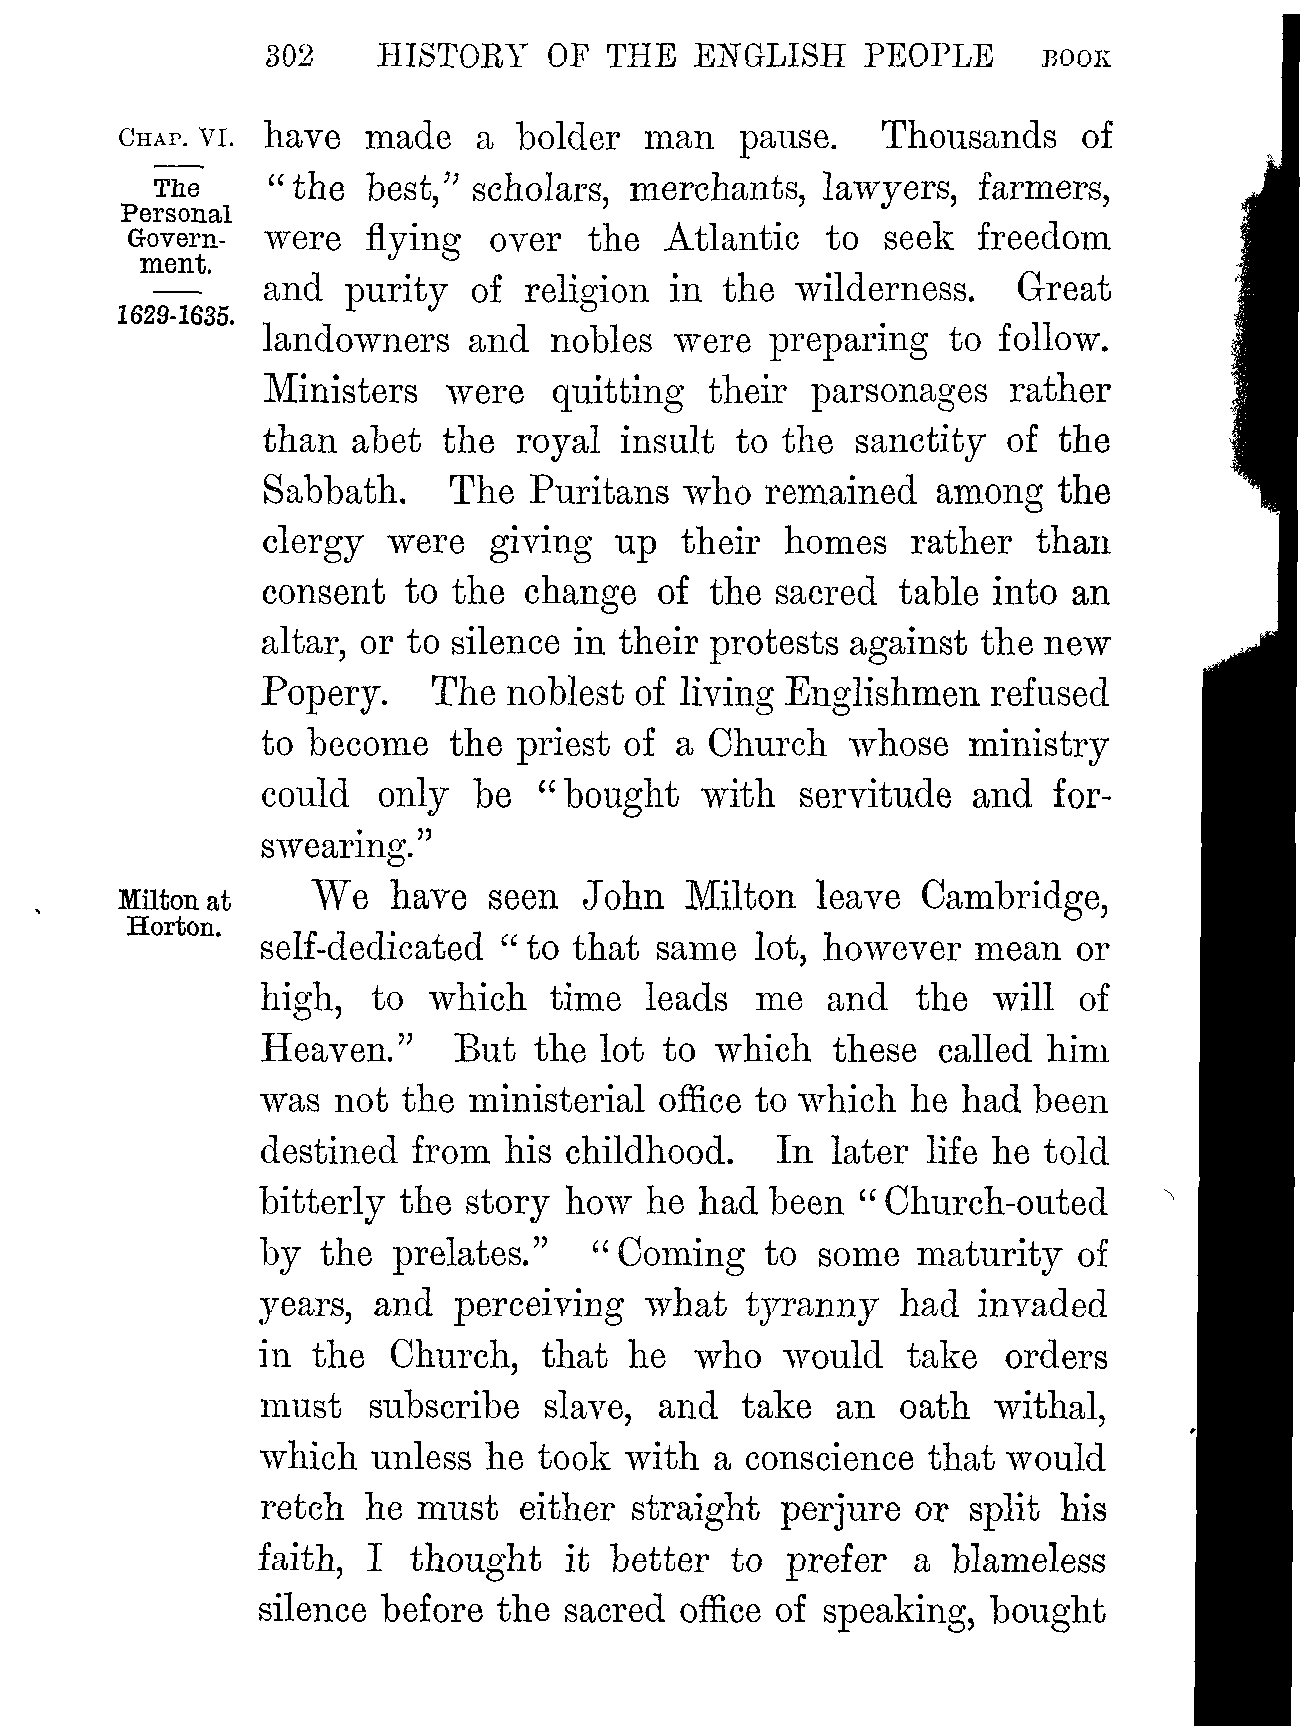 302 HISTORY OF THE ENGLISH PEOPLE BOOK
CHAP. VI.
The
Personal
Govern-
ment.
1629-1635.
have made a bolder man pause. Thousands of
“the best,” scholars, merchants, lawyers, farmers,
were flying over the Atlantic to seek freedom
and purity of religion in the wilderness. Great
landowners and nobles were preparing to follow.
Ministers were quitting their parsonages rather
than abet the royal insult to the sanctity of the
Sabbath. The Puritans who remained among the
clergy were giving up their homes rather than
consent to the change of the sacred table into an
altar, or to silence in their protests against the new
Popery. The noblest of living Englishmen refused
to become the priest of a Church whose ministry
could only be “bought with servitude and for-
swearing.”
Milton at
Horton.
We have seen John Milton leave Cambridge,
self-dedicated “to that same lot, however mean or
high, to which time leads me and the will of
Heaven.” But the lot to which these called him
was not the ministerial office to which he had been
destined from his childhood. In later life he told
bitterly the story how he had been “Church-outed
by the prelates.” “Coming to some maturity of
years, and perceiving what tyranny had invaded
in the Church, that he who would take orders
must subscribe slave, and take an oath withal,
which unless he took with a conscience that would
retch he must either straight perjure or split his
faith, I thought it better to prefer a blameless
silence before the sacred office of speaking, bought